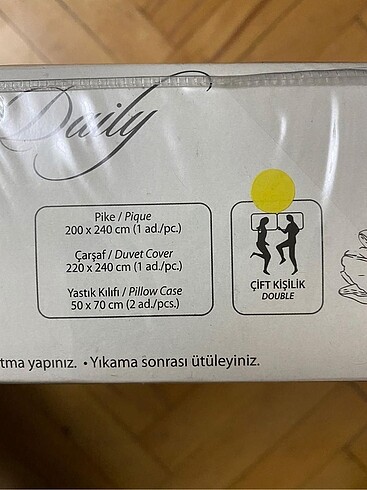 Daily
Pike / Pique
200 x 240 cm (1 ad./pc.)
Çarşaf / Duvet Cover
220 x 240 cm (1 ad./pc.)
Yastık Kılıfı / Pillow Case
50 x 70 cm (2 ad./pcs.)
ÇİFT KİŞİLİK
DOUBLE
tma yapınız. • Yıkama sonrası ütüleyiniz.